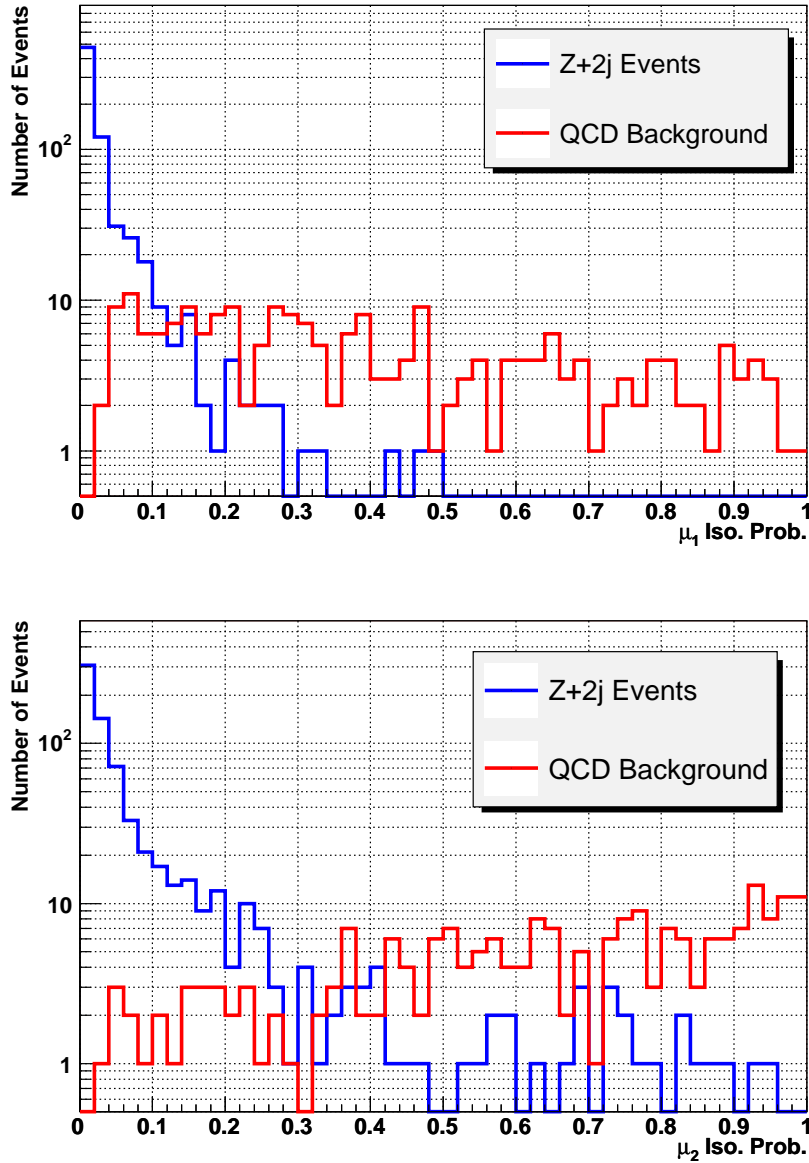 Number of Events
10²
10
1
Z+2j Events
QCD Background
0 0.1 0.2 0.3 0.4 0.5 0.6 0.7 0.8 0.9 1
μ₁ Iso. Prob.
Number of Events
10²
10
1
Z+2j Events
QCD Background
0 0.1 0.2 0.3 0.4 0.5 0.6 0.7 0.8 0.9 1
μ₂ Iso. Prob.